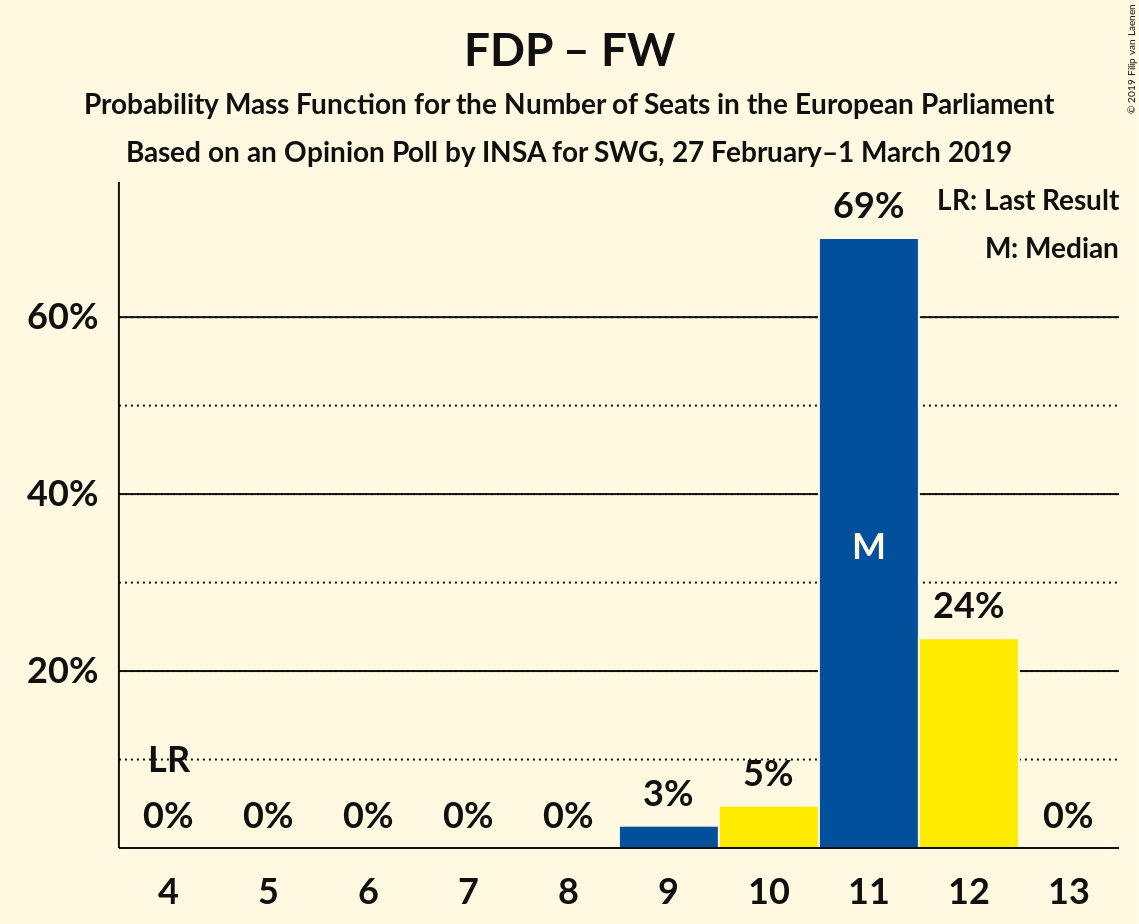 FDP – FW
Probability Mass Function for the Number of Seats in the European Parliament
Based on an Opinion Poll by INSA for SWG, 27 February–1 March 2019
© 2019 Filip van Laenen
LR: Last Result
M: Median
69%
60%
40%
M
24%
20%
LR
5%
3%
0% 0% 0% 0% 0% 0%
4 5 6 7 8 9 10 11 12 13